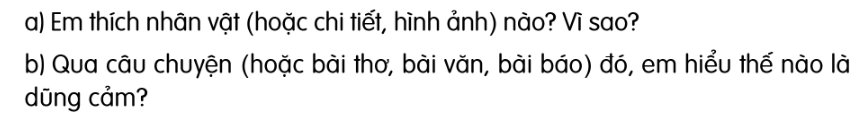 a) Em thích nhân vật (hoặc chi tiết, hình ảnh) nào? Vì sao?
b) Qua câu chuyện (hoặc bài thơ, bài văn, bài báo) đó, em hiểu thế nào là
dũng cảm?